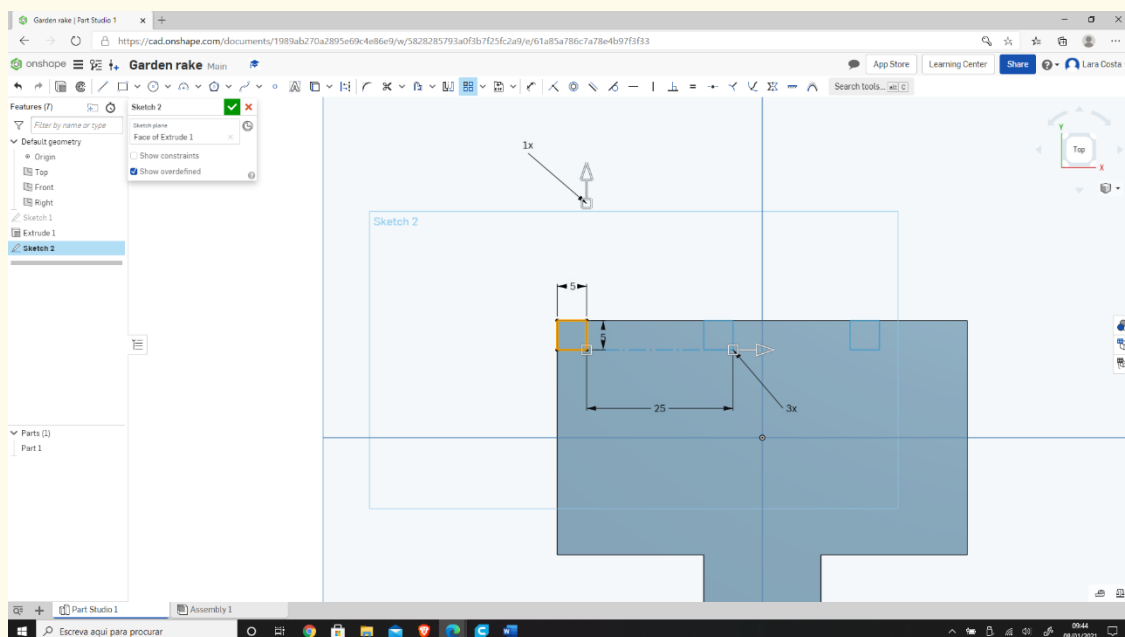 Garden rake | Part Studio 1
https://cad.onshape.com/documents/1989ab270a2895e69c4e86e9/w/5828285793a0f3b7f25fc2a9/e/61a85a786c7a78e4b97f3f33
onshape Garden rake Main App Store Learning Center Share Lara Costa
Search tools... alt C
Features (7)
Filter by name or type
Default geometry
Origin
Top
Front
Right
Sketch 1
Extrude 1
Sketch 2
Sketch 2
Sketch plane
Face of Extrude 1
Show constraints
Show overdefined
1x
Y
Top
X
Sketch 2
5
5
25
3x
Parts (1)
Part 1
Part Studio 1 Assembly 1
Escreva aqui para procurar
09:44
08/01/2021